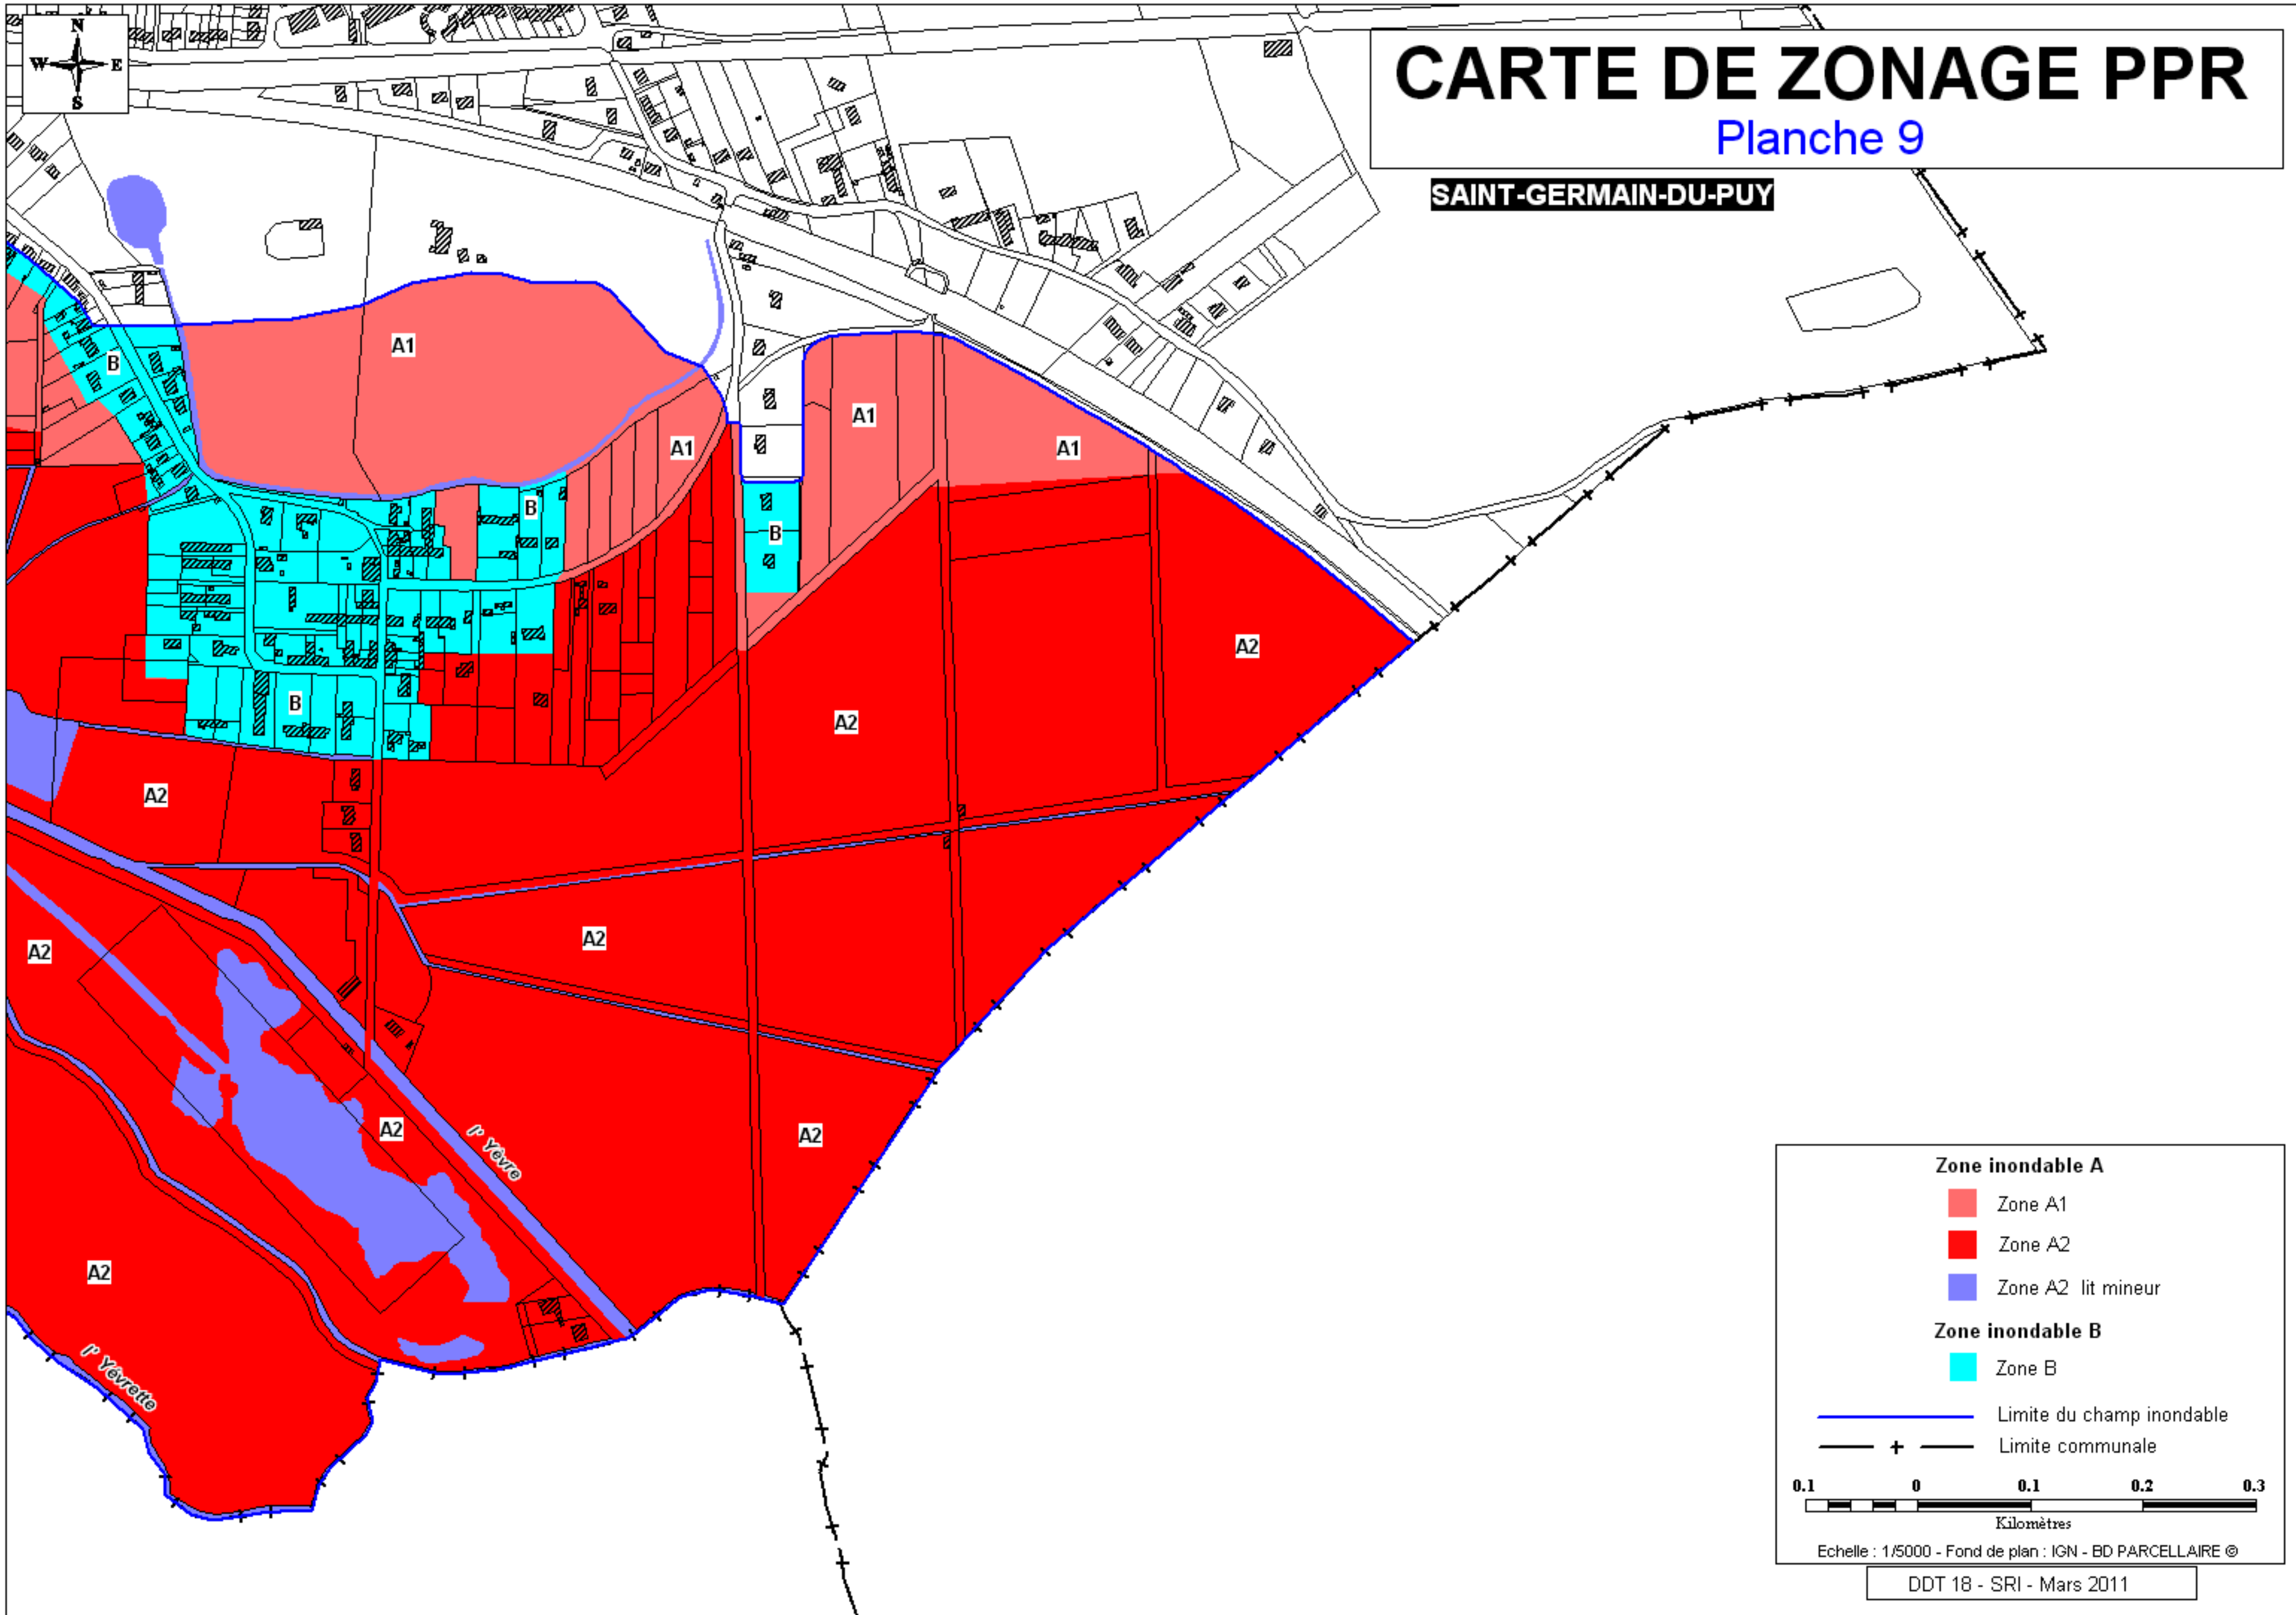 N
W E
S
CARTE DE ZONAGE PPR
Planche 9
SAINT-GERMAIN-DU-PUY
A1
B
A1
A1
A1
B
B
A2
B
A2
A2
A2
A2
A2
A2
A2
l' Yèvre
A2
l' Yévrette
Zone inondable A
Zone A1
Zone A2
Zone A2 lit mineur
Zone inondable B
Zone B
Limite du champ inondable
Limite communale
0.1 0 0.1 0.2 0.3
Kilomètres
Echelle : 1/5000 - Fond de plan : IGN - BD PARCELLAIRE ©
DDT 18 - SRI - Mars 2011